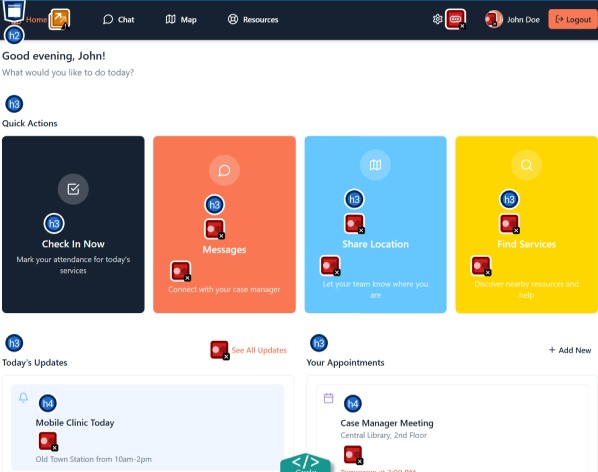 Home
Chat
Map
Resources
John Doe
Logout
h2
Good evening, John!
What would you like to do today?
h3
Quick Actions
h3
Check In Now
Mark your attendance for today's
services
h3
Messages
Connect with your case manager
h3
Share Location
Let your team know where you
are
h3
Find Services
Discover nearby resources and
help
h3
Today's Updates
See All Updates
h4
Mobile Clinic Today
Old Town Station from 10am-2pm
h3
Your Appointments
+ Add New
h4
Case Manager Meeting
Central Library, 2nd Floor